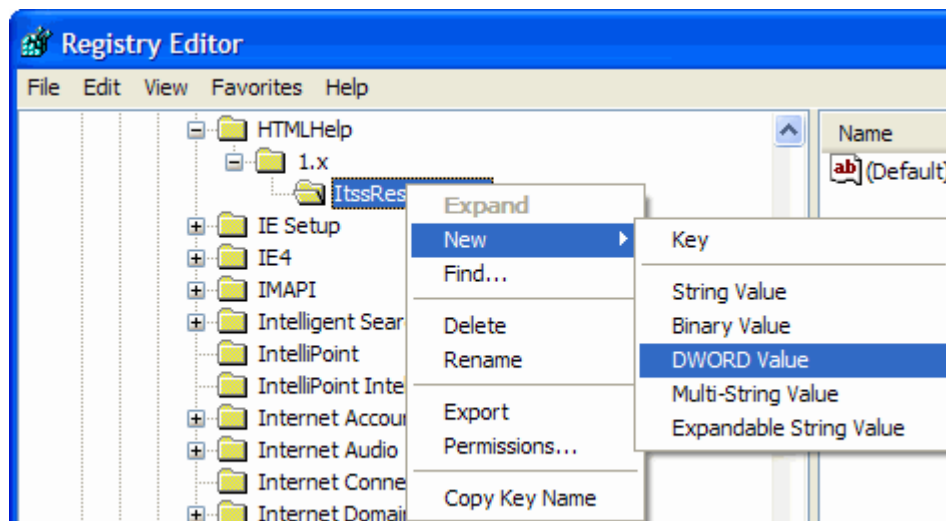 Registry Editor
File Edit View Favorites Help
HTMLHelp
1.x
ItssRes
IE Setup
IE4
IMAPI
Intelligent Sear
IntelliPoint
IntelliPoint Intel
Internet Accou
Internet Audio
Internet Conne
Internet Domai
Expand
New
Find...
Delete
Rename
Export
Permissions...
Copy Key Name
Key
String Value
Binary Value
DWORD Value
Multi-String Value
Expandable String Value
Name
ab (Default)